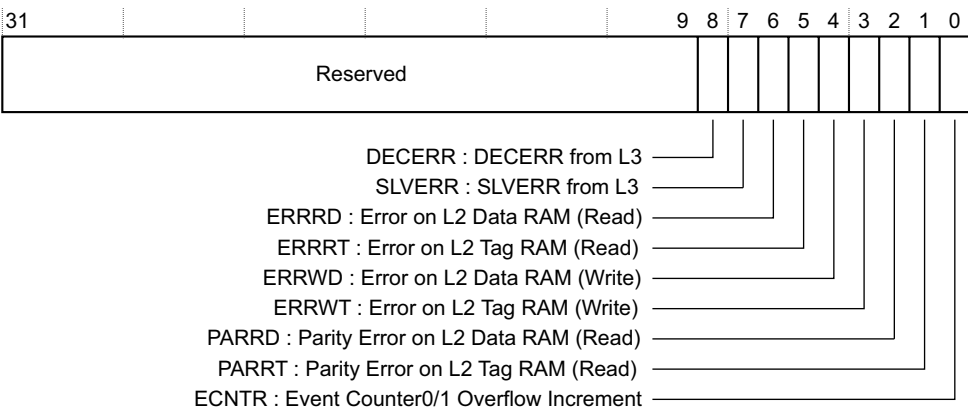 31 9 8 7 6 5 4 3 2 1 0
Reserved
DECERR : DECERR from L3
SLVERR : SLVERR from L3
ERRRD : Error on L2 Data RAM (Read)
ERRRT : Error on L2 Tag RAM (Read)
ERRWD : Error on L2 Data RAM (Write)
ERRWT : Error on L2 Tag RAM (Write)
PARRD : Parity Error on L2 Data RAM (Read)
PARRT : Parity Error on L2 Tag RAM (Read)
ECNTR : Event Counter0/1 Overflow Increment